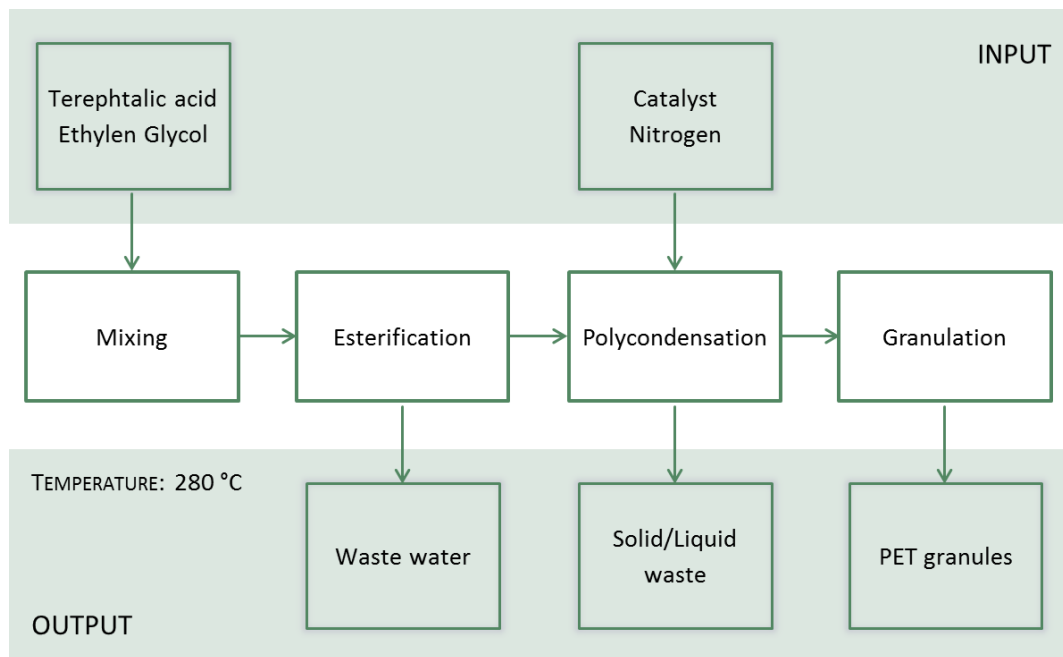 INPUT
Terephtalic acid
Ethylen Glycol
Catalyst
Nitrogen
Mixing
Esterification
Polycondensation
Granulation
TEMPERATURE: 280 °C
Waste water
Solid/Liquid
waste
PET granules
OUTPUT